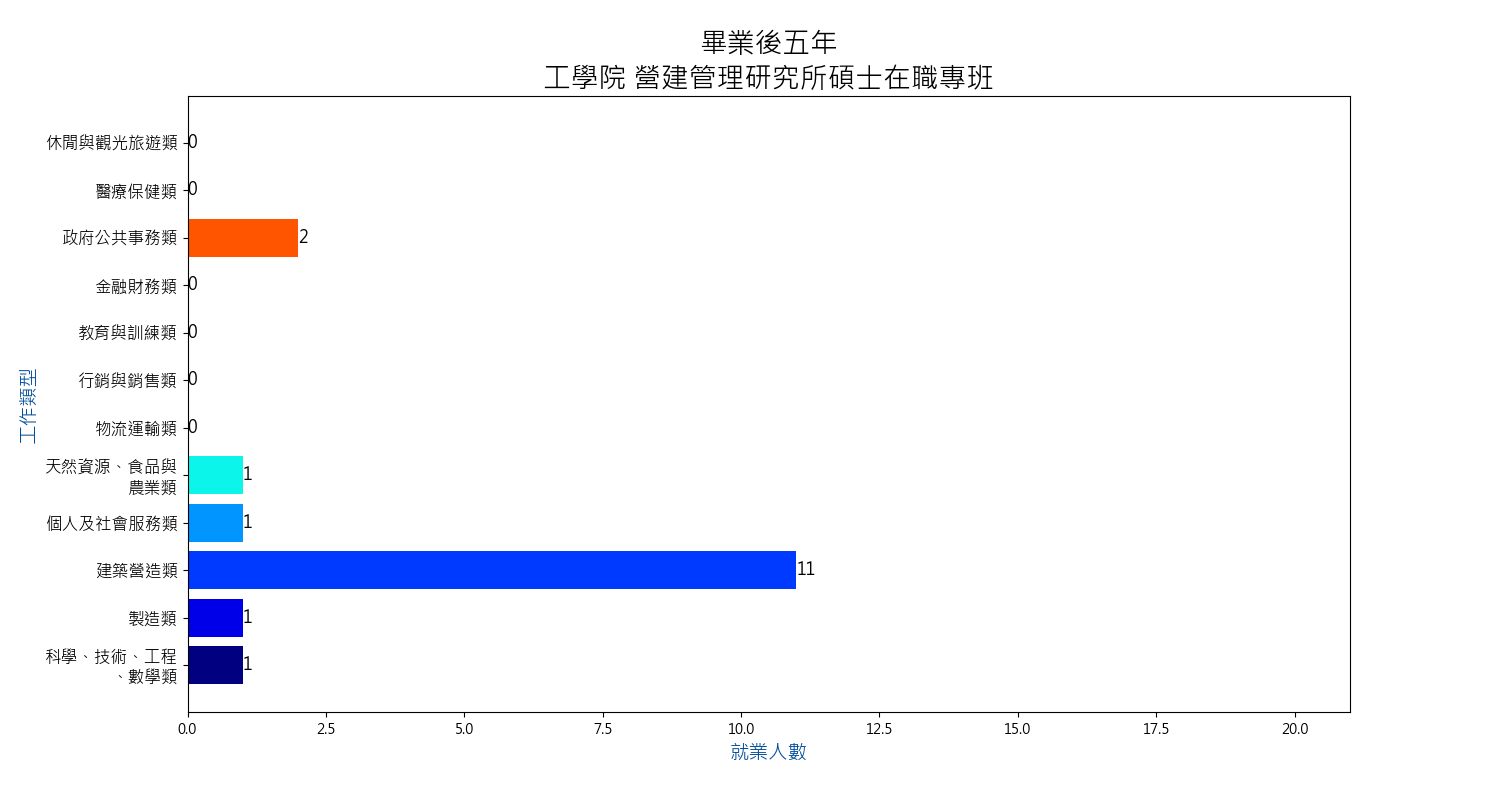 畢業後五年
工學院 營建管理研究所碩士在職專班
休閒與觀光旅遊類 0
醫療保健類 0
政府公共事務類 2
金融財務類 0
教育與訓練類 0
行銷與銷售類 0
物流運輸類 0
天然資源、食品與
農業類 1
個人及社會服務類 1
建築營造類 11
製造類 1
科學、技術、工程
、數學類 1
工作類型
0.0 2.5 5.0 7.5 10.0 12.5 15.0 17.5 20.0
就業人數